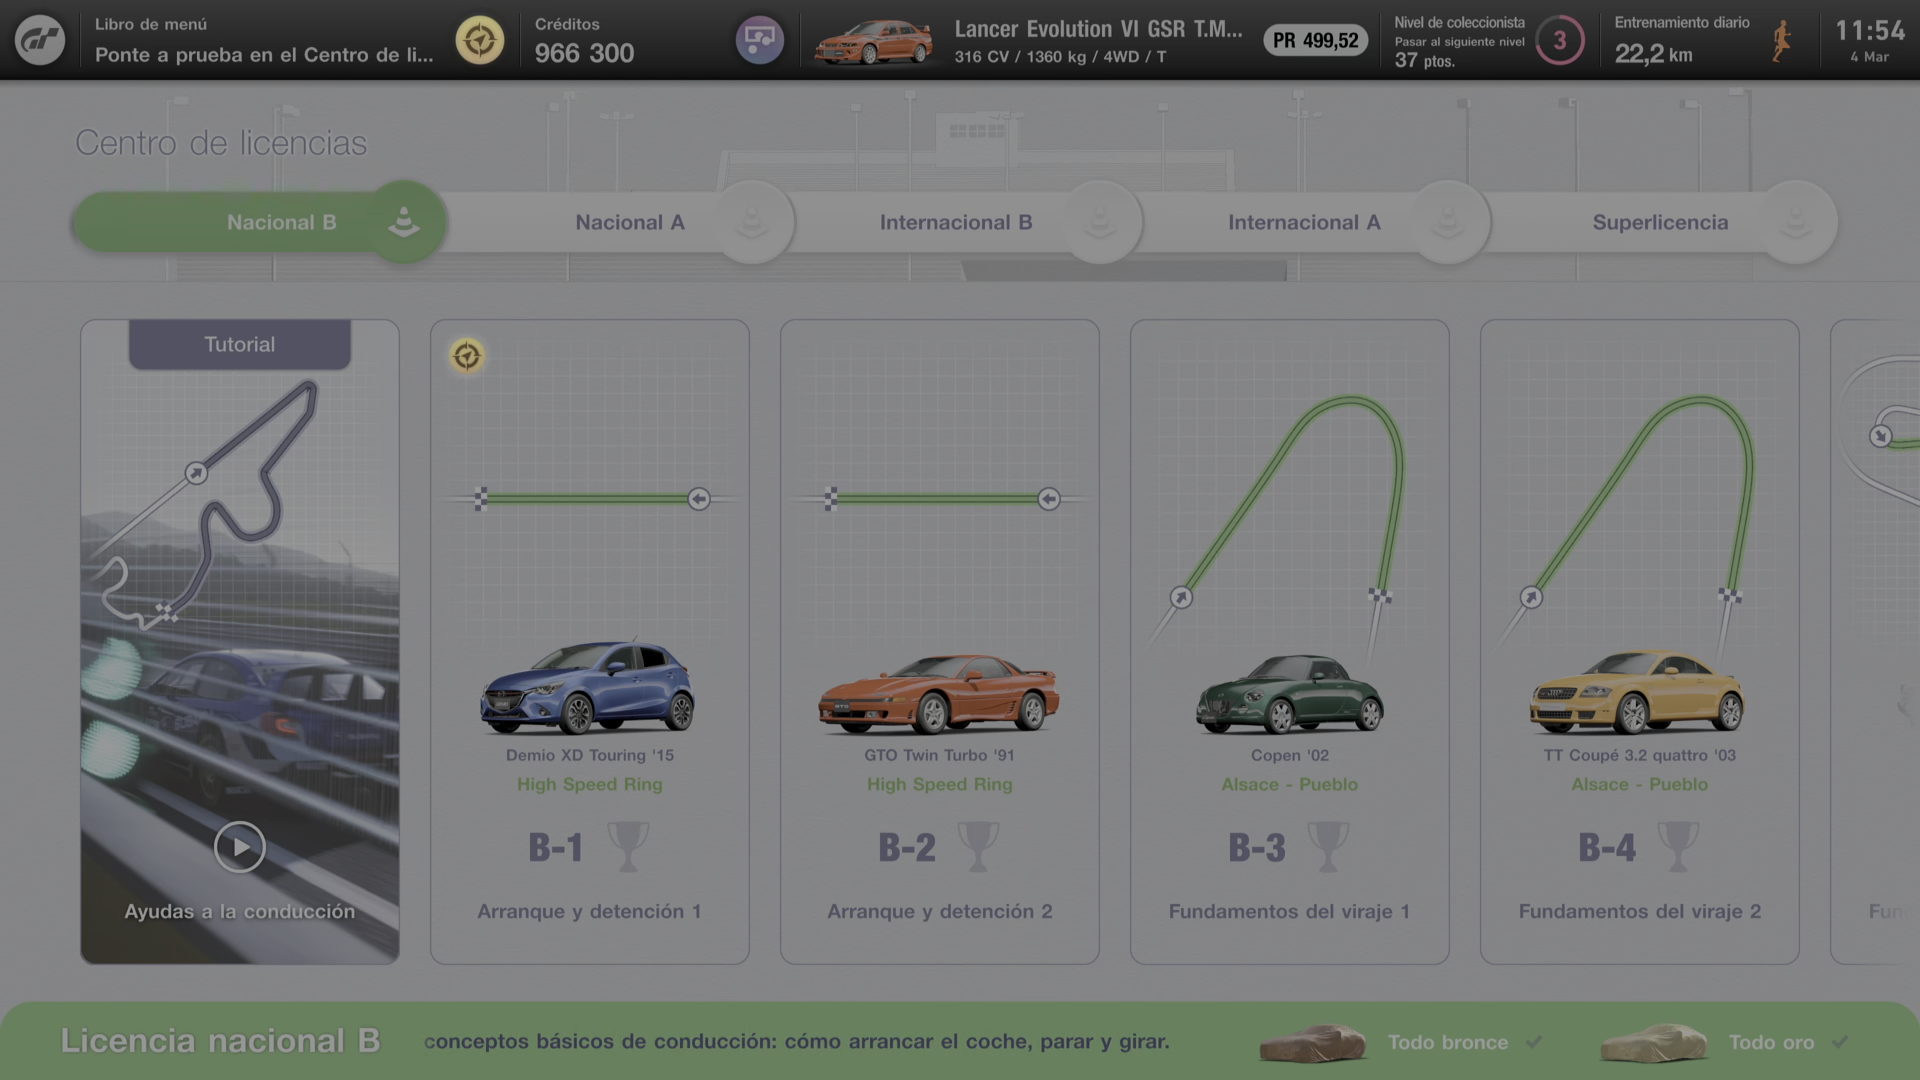 Libro de menú
Ponte a prueba en el Centro de li...
Créditos
966 300
Lancer Evolution VI GSR T.M...
316 CV / 1360 kg / 4WD / T
PR 499,52
Nivel de coleccionista
Pasar al siguiente nivel
37 ptos.
3
Entrenamiento diario
22,2 km
11:54
4 Mar
Centro de licencias
Nacional B
Nacional A
Internacional B
Internacional A
Superlicencia
Tutorial
Ayudas a la conducción
Demio XD Touring '15
High Speed Ring
B-1
Arranque y detención 1
GTO Twin Turbo '91
High Speed Ring
B-2
Arranque y detención 2
Copen '02
Alsace - Pueblo
B-3
Fundamentos del viraje 1
TT Coupé 3.2 quattro '03
Alsace - Pueblo
B-4
Fundamentos del viraje 2
Fun
Licencia nacional B
conceptos básicos de conducción: cómo arrancar el coche, parar y girar.
Todo bronce
Todo oro